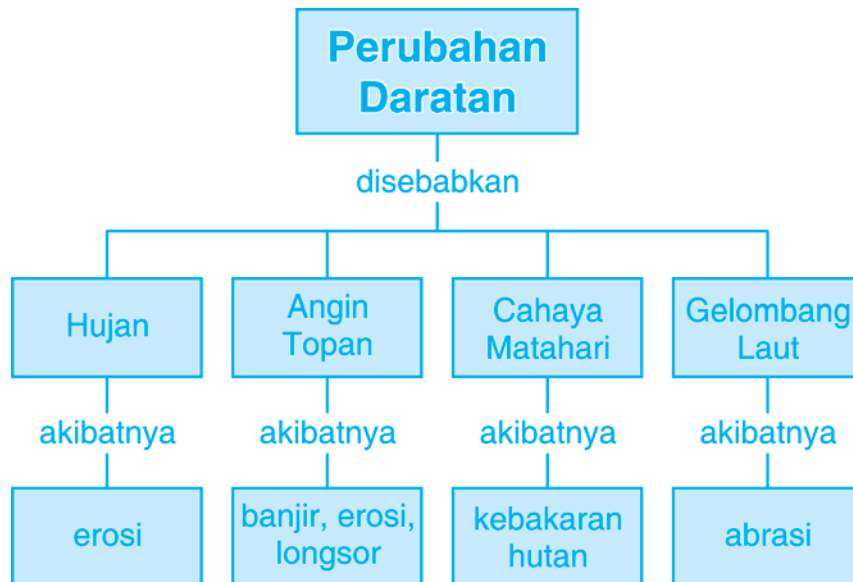 Perubahan
Daratan
disebabkan
Hujan
Angin
Topan
Cahaya
Matahari
Gelombang
Laut
akibatnya
akibatnya
akibatnya
akibatnya
erosi
banjir, erosi,
longsor
kebakaran
hutan
abrasi